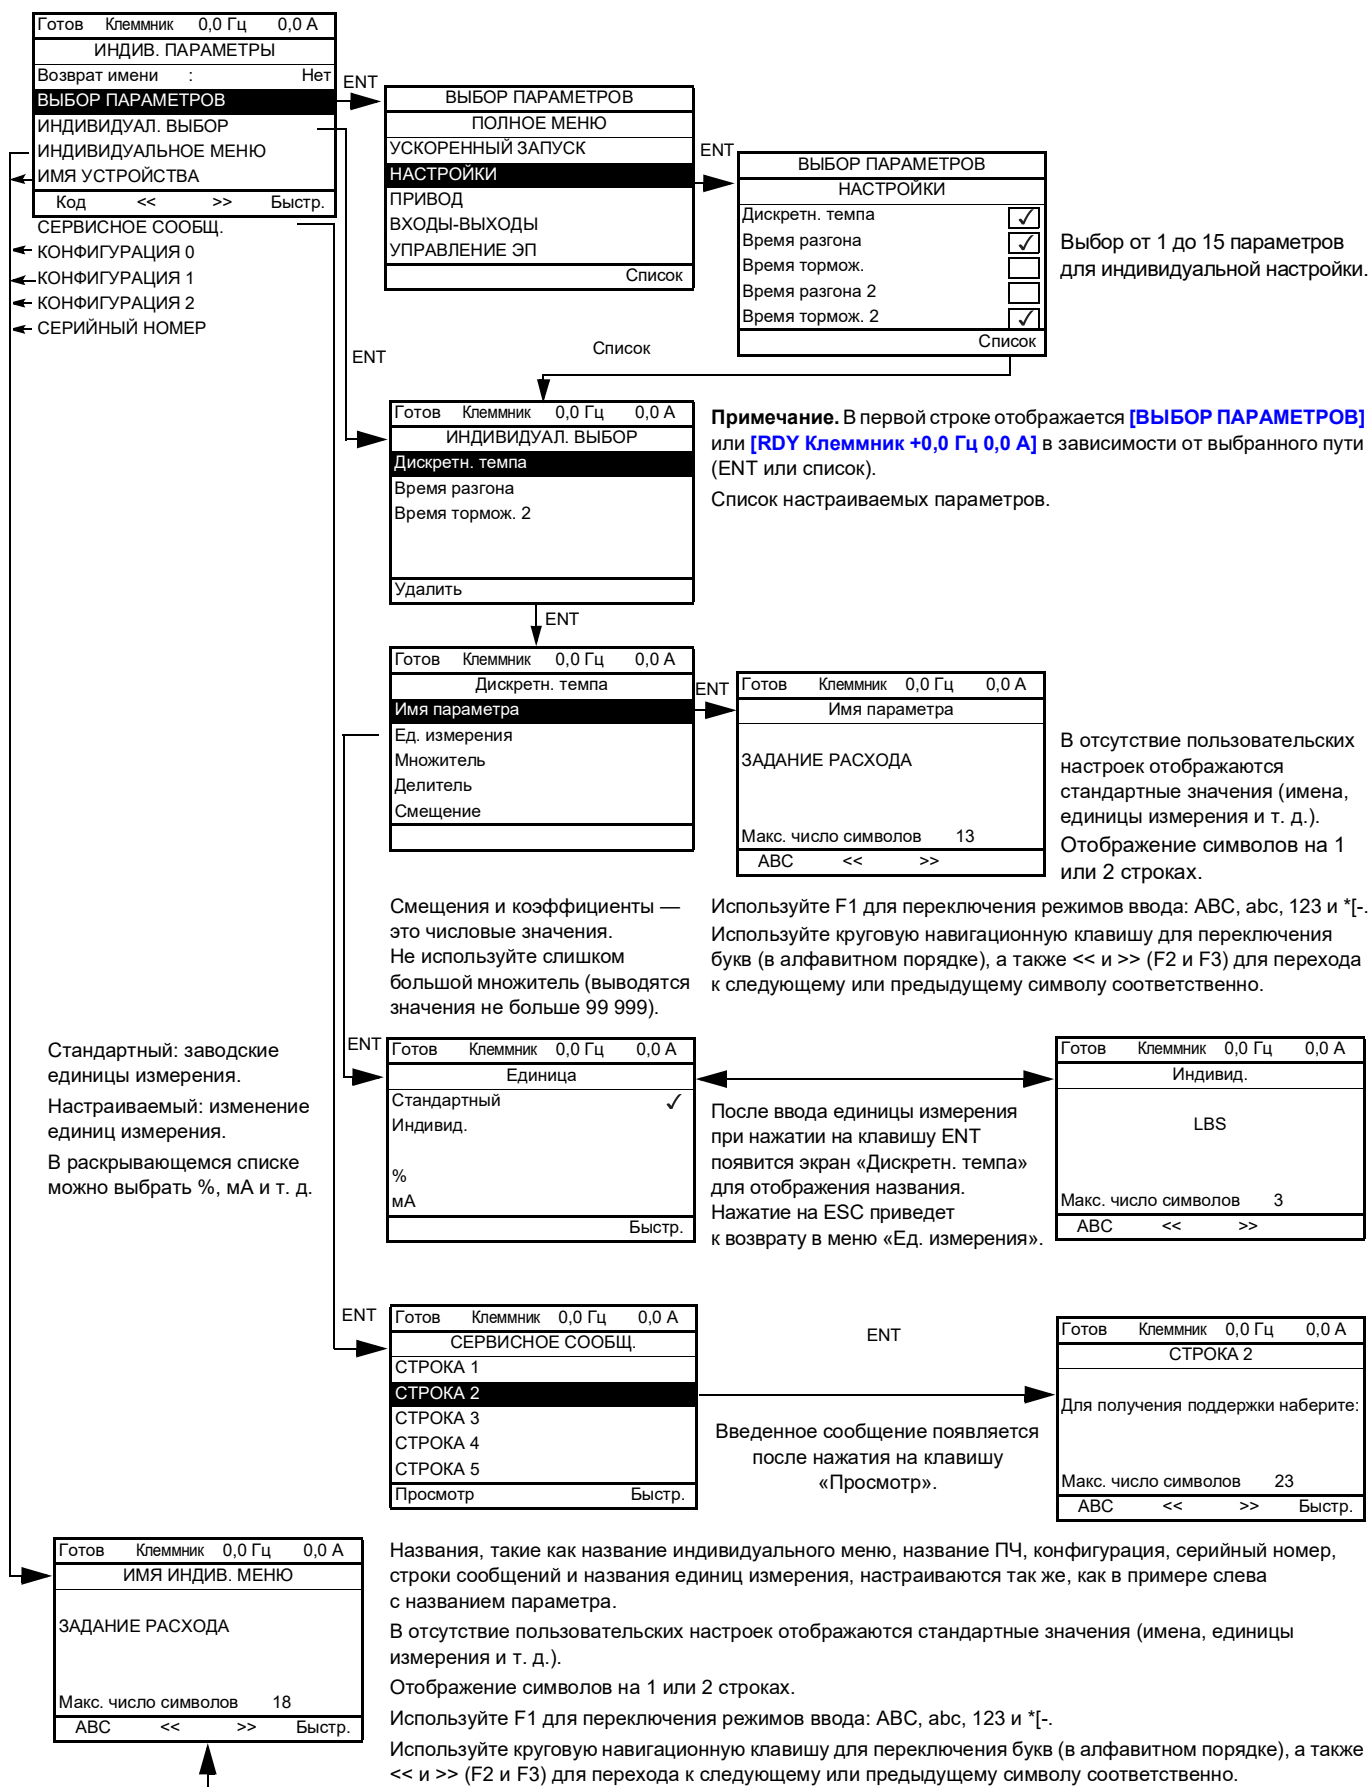 Готов Клеммник 0,0 Гц 0,0 А
ИНДИВ. ПАРАМЕТРЫ
Возврат имени : Нет
ВЫБОР ПАРАМЕТРОВ
ИНДИВИДУАЛ. ВЫБОР
ИНДИВИДУАЛЬНОЕ МЕНЮ
ИМЯ УСТРОЙСТВА
Код << >> Быстр.
СЕРВИСНОЕ СООБЩ.
КОНФИГУРАЦИЯ 0
КОНФИГУРАЦИЯ 1
КОНФИГУРАЦИЯ 2
СЕРИЙНЫЙ НОМЕР
ENT
ВЫБОР ПАРАМЕТРОВ
ПОЛНОЕ МЕНЮ
УСКОРЕННЫЙ ЗАПУСК
НАСТРОЙКИ
ПРИВОД
ВХОДЫ-ВЫХОДЫ
УПРАВЛЕНИЕ ЭП
Список
ENT
ВЫБОР ПАРАМЕТРОВ
НАСТРОЙКИ
Дискретн. темпа ✓
Время разгона ✓
Время тормож.
Время разгона 2
Время тормож. 2 ✓
Список
Выбор от 1 до 15 параметров
для индивидуальной настройки.
ENT
Список
Готов Клеммник 0,0 Гц 0,0 А
ИНДИВИДУАЛ. ВЫБОР
Дискретн. темпа
Время разгона
Время тормож. 2
Удалить
Примечание. В первой строке отображается [ВЫБОР ПАРАМЕТРОВ]
или [RDY Клеммник +0,0 Гц 0,0 А] в зависимости от выбранного пути
(ENT или список).
Список настраиваемых параметров.
ENT
Готов Клеммник 0,0 Гц 0,0 А
Дискретн. темпа
Имя параметра
Ед. измерения
Множитель
Делитель
Смещение
ENT
Готов Клеммник 0,0 Гц 0,0 А
Имя параметра
ЗАДАНИЕ РАСХОДА
Макс. число символов 13
ABC << >>
В отсутствие пользовательских
настроек отображаются
стандартные значения (имена,
единицы измерения и т. д.).
Отображение символов на 1
или 2 строках.
Смещения и коэффициенты —
это числовые значения.
Не используйте слишком
большой множитель (выводятся
значения не больше 99 999).
Используйте F1 для переключения режимов ввода: ABC, abc, 123 и *[-.
Используйте круговую навигационную клавишу для переключения
букв (в алфавитном порядке), а также << и >> (F2 и F3) для перехода
к следующему или предыдущему символу соответственно.
Стандартный: заводские
единицы измерения.
Настраиваемый: изменение
единиц измерения.
В раскрывающемся списке
можно выбрать %, мА и т. д.
ENT
Готов Клеммник 0,0 Гц 0,0 А
Единица
Стандартный ✓
Индивид.
%
мА
Быстр.
После ввода единицы измерения
при нажатии на клавишу ENT
появится экран «Дискретн. темпа»
для отображения названия.
Нажатие на ESC приведет
к возврату в меню «Ед. измерения».
Готов Клеммник 0,0 Гц 0,0 А
Индивид.
LBS
Макс. число символов 3
ABC << >>
ENT
Готов Клеммник 0,0 Гц 0,0 А
СЕРВИСНОЕ СООБЩ.
СТРОКА 1
СТРОКА 2
СТРОКА 3
СТРОКА 4
СТРОКА 5
Просмотр Быстр.
ENT
Введенное сообщение появляется
после нажатия на клавишу
«Просмотр».
Готов Клеммник 0,0 Гц 0,0 А
СТРОКА 2
Для получения поддержки наберите:
Макс. число символов 23
ABC << >> Быстр.
Готов Клеммник 0,0 Гц 0,0 А
ИМЯ ИНДИВ. МЕНЮ
ЗАДАНИЕ РАСХОДА
Макс. число символов 18
ABC << >> Быстр.
Названия, такие как название индивидуального меню, название ПЧ, конфигурация, серийный номер,
строки сообщений и названия единиц измерения, настраиваются так же, как в примере слева
с названием параметра.
В отсутствие пользовательских настроек отображаются стандартные значения (имена, единицы
измерения и т. д.).
Отображение символов на 1 или 2 строках.
Используйте F1 для переключения режимов ввода: ABC, abc, 123 и *[-.
Используйте круговую навигационную клавишу для переключения букв (в алфавитном порядке), а также
<< и >> (F2 и F3) для перехода к следующему или предыдущему символу соответственно.